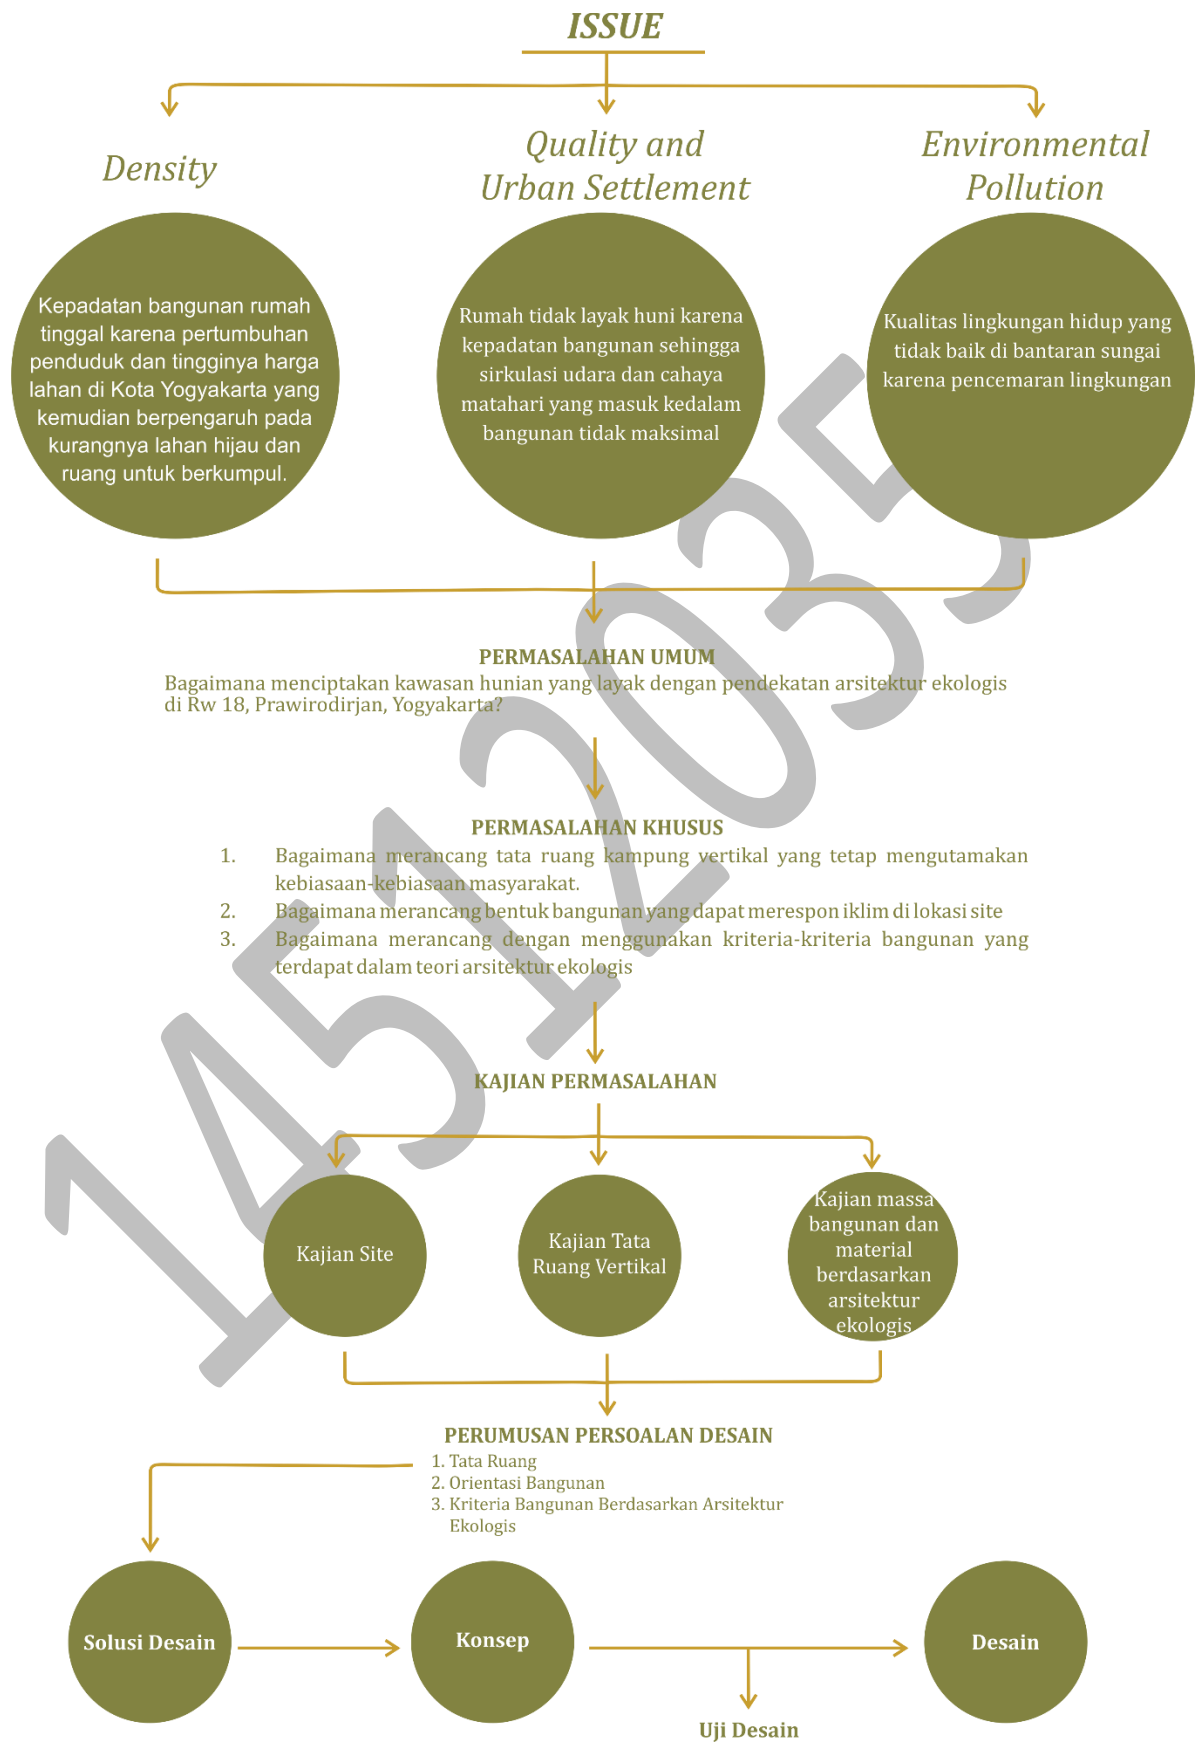 ISSUE
Density
Quality and
Urban Settlement
Environmental
Pollution
Kepadatan bangunan rumah
tinggal karena pertumbuhan
penduduk dan tingginya harga
lahan di Kota Yogyakarta yang
kemudian berpengaruh pada
kurangnya lahan hijau dan
ruang untuk berkumpul.
Rumah tidak layak huni karena
kepadatan bangunan sehingga
sirkulasi udara dan cahaya
matahari yang masuk kedalam
bangunan tidak maksimal
Kualitas lingkungan hidup yang
tidak baik di bantaran sungai
karena pencemaran lingkungan
PERMASALAHAN UMUM
Bagaimana menciptakan kawasan hunian yang layak dengan pendekatan arsitektur ekologis
di Rw 18, Prawirodirjan, Yogyakarta?
PERMASALAHAN KHUSUS
1. Bagaimana merancang tata ruang kampung vertikal yang tetap mengutamakan
kebiasaan-kebiasaan masyarakat.
2. Bagaimana merancang bentuk bangunan yang dapat merespon iklim di lokasi site
3. Bagaimana merancang dengan menggunakan kriteria-kriteria bangunan yang
terdapat dalam teori arsitektur ekologis
KAJIAN PERMASALAHAN
Kajian Site
Kajian Tata
Ruang Vertikal
Kajian massa
bangunan dan
material
berdasarkan
arsitektur
ekologis
PERUMUSAN PERSOALAN DESAIN
1. Tata Ruang
2. Orientasi Bangunan
3. Kriteria Bangunan Berdasarkan Arsitektur
Ekologis
Solusi Desain
Konsep
Desain
Uji Desain
14512035